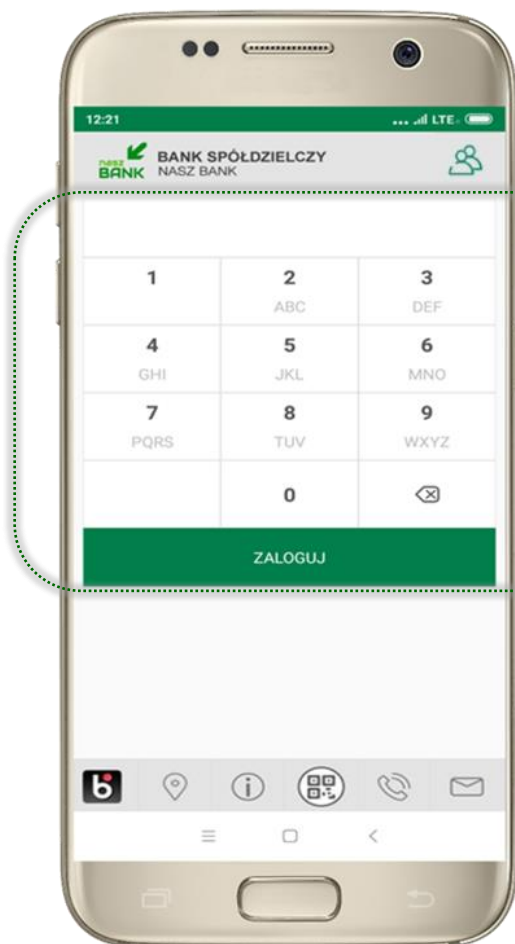 12:21 ... LTE
nasz BANK SPÓŁDZIELCZY
BANK NASZ BANK
1 2 3
ABC DEF
4 5 6
GHI JKL MNO
7 8 9
PQRS TUV WXYZ
0
ZALOGUJ
b